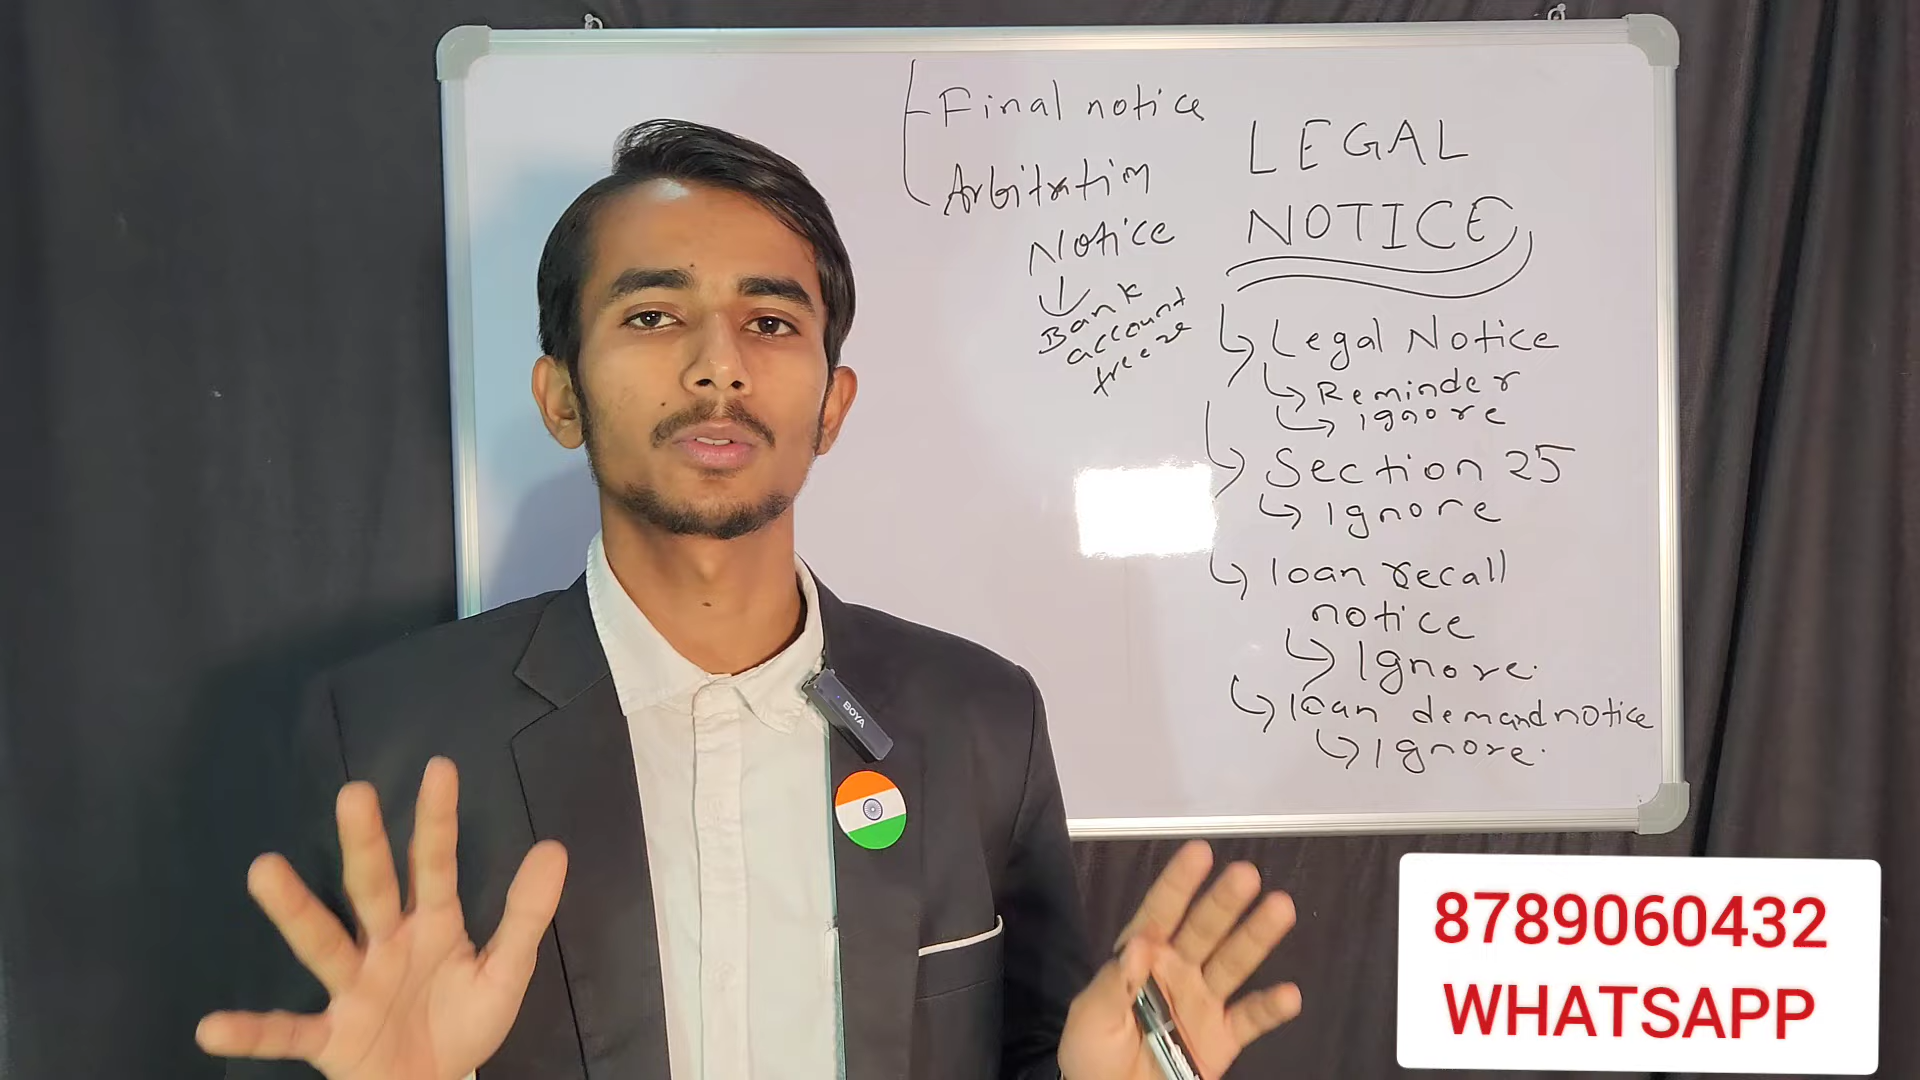 Final notice
Arbitration
Notice
Bank
account
freeze
LEGAL
NOTICE
Legal Notice
Reminder
Ignore
Section 25
Ignore
loan recall
notice
Ignore.
loan demand notice
Ignore.
BOYA
8789060432
WHATSAPP